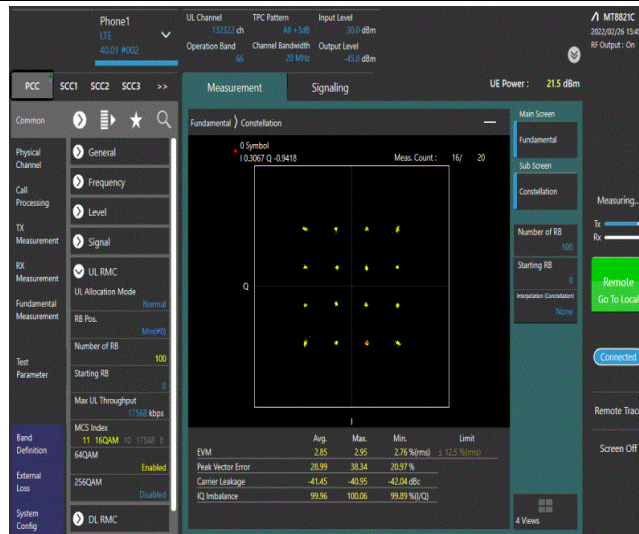 Phone1
LTE
40.01 #002
UL Channel
132322 ch
TPC Pattern
All +3dB
Input Level
30.0 dBm
Operation Band
66
Channel Bandwidth
20 MHz
Output Level
-45.0 dBm
MT8821C
2022/02/26 15:45
RF Output : On
PCC SCC1 SCC2 SCC3 >>
Measurement
Signaling
UE Power : 21.5 dBm
Common
Physical
Channel
Call
Processing
TX
Measurement
RX
Measurement
Fundamental
Measurement
Test
Parameter
Band
Definition
External
Loss
System
Config
General
Frequency
Level
Signal
UL RMC
UL Allocation Mode
Normal
RB Pos.
Min(#0)
Number of RB
100
Starting RB
0
Max UL Throughput
17568 kbps
MCS Index
11 16QAM 10 17568 8
64QAM
Enabled
256QAM
Disabled
DL RMC
Fundamental ) Constellation
0 Symbol
I 0.3067 Q -0.9418
Meas. Count : 16/ 20
Q
I
Avg. Max. Min. Limit
EVM 2.85 2.95 2.76 %(rms) ≤ 12.5 %(rms)
Peak Vector Error 28.99 38.34 20.97 %
Carrier Leakage -41.45 -40.95 -42.04 dBc
IQ Imbalance 99.96 100.06 99.89 %(I/Q)
Main Screen
Fundamental
Sub Screen
Constellation
Number of RB
100
Starting RB
0
Interpolation (Constellation)
None
4 Views
Measuring...
Tx
Rx
Remote
Go To Local
Connected
Remote Trac
Screen Off